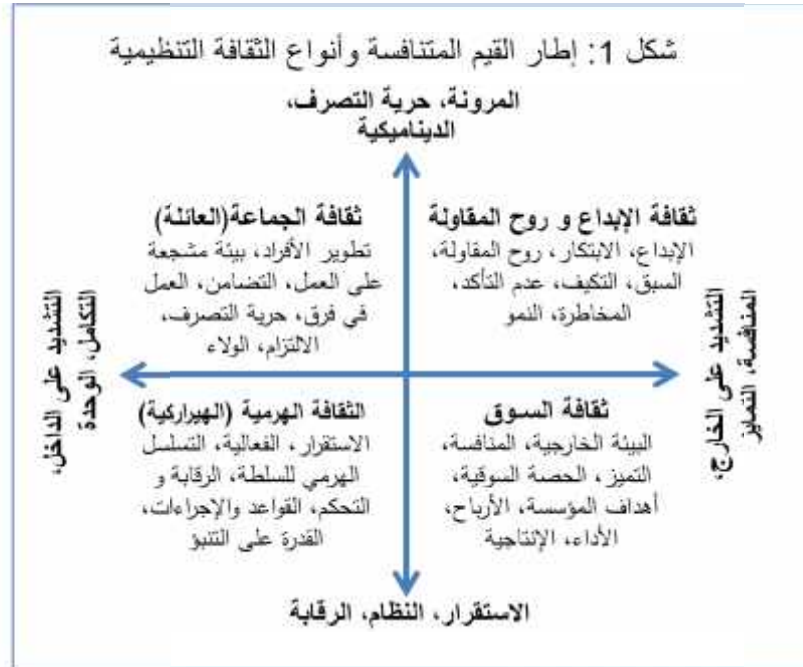 شكل 1: إطار القيم المتنافسة وأنواع الثقافة التنظيمية
المرونة، حرية التصرف،
الديناميكية
ثقافة الإبداع و روح المقاولة
الإبداع، الابتكار، روح المقاولة،
السبق، التكيف، عدم التأكد،
المخاطرة، النمو
ثقافة الجماعة(العائلة)
تطوير الأفراد، بيئة مشجعة
على العمل، التضامن، العمل
في فرق، حرية التصرف،
الالتزام، الولاء
التشديد على الخارج،
المنافسة، التمايز
التشديد على الداخل،
التكامل، الوحدة
ثقافة السوق
البيئة الخارجية، المنافسة،
التميز، الحصة السوقية،
أهداف المؤسسة، الأرباح،
الأداء، الإنتاجية
الثقافة الهرمية (الهيراركية)
الاستقرار، الفعالية، التسلسل
الهرمي للسلطة، الرقابة و
التحكم، القواعد والإجراءات،
القدرة على التنبؤ
الاستقرار، النظام، الرقابة